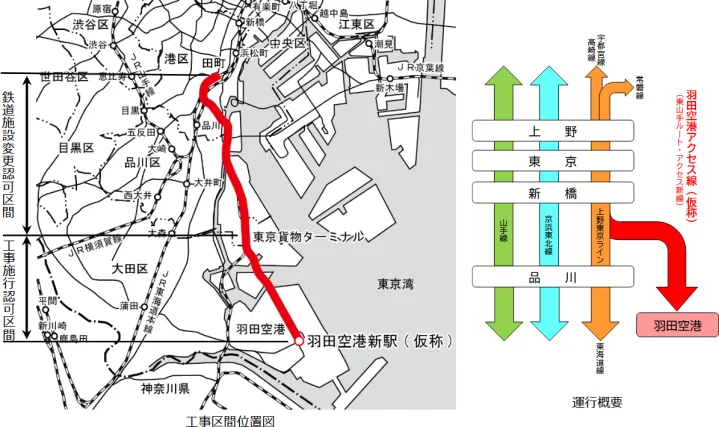 原宿
渋谷区
渋谷
有楽町
八丁堀
越中島
新橋
江東区
中央区
潮見
港区
田町
浜松町
JR京葉線
新木場
世田谷区
恵比寿
JR山手線
鉄道施設変更認可区間
目黒
品川
五反田
目黒区
大崎
品川区
大井町
西大井
工事施行認可区間
JR横須賀線
大森
東京貨物ターミナル
大田区
JR東海道本線
東京湾
平間
蒲田
新川崎
鹿島田
羽田空港
羽田空港新駅(仮称)
神奈川県
工事区間位置図
宇都宮線
高崎線
常磐線
羽田空港アクセス線(仮称)
(東山手ルート・アクセス新線)
上野
東京
新橋
山手線
京浜東北線
上野東京ライン
品川
羽田空港
東海道線
運行概要